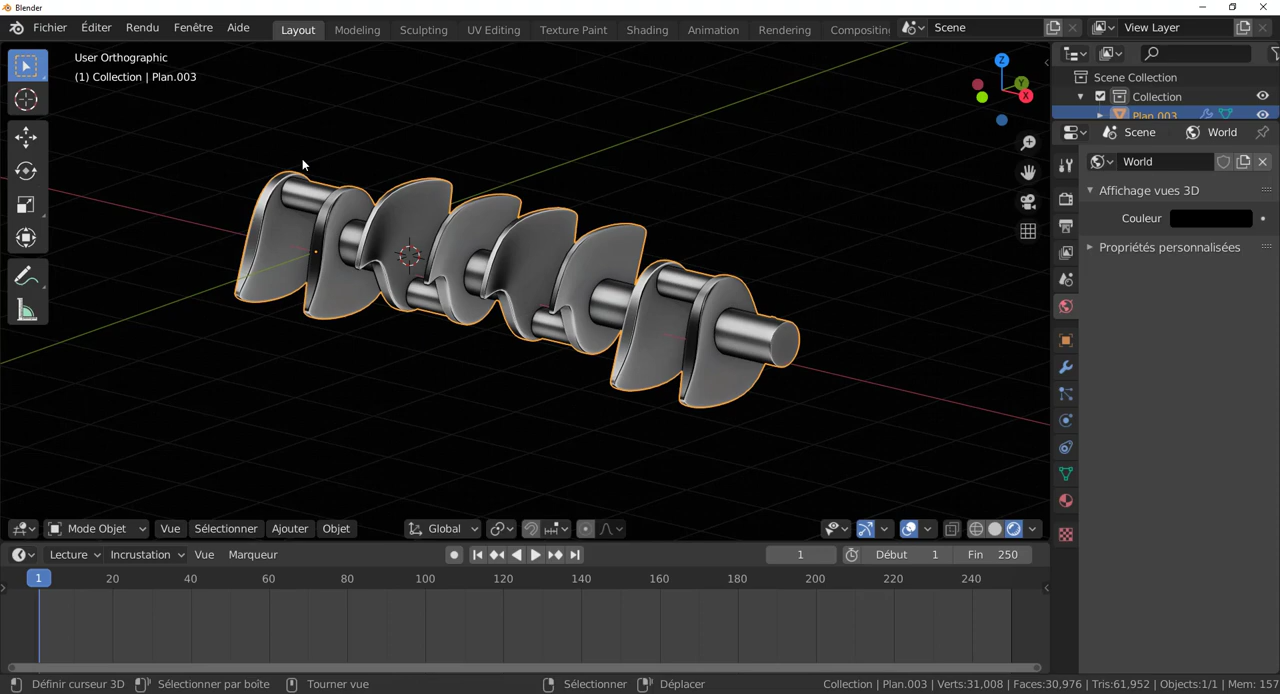 Blender
Fichier Éditer Rendu Fenêtre Aide Layout Modeling Sculpting UV Editing Texture Paint Shading Animation Rendering Compositing Scene View Layer
User Orthographic
(1) Collection | Plan.003
Z
Y
X
Scene Collection
Collection
Plan.003
Scene World
World
Affichage vues 3D
Couleur
Propriétés personnalisées
Mode Objet Vue Sélectionner Ajouter Objet Global
Lecture Incrustation Vue Marqueur 1 Début 1 Fin 250
1 20 40 60 80 100 120 140 160 180 200 220 240
Définir curseur 3D Sélectionner par boîte Tourner vue Sélectionner Déplacer Collection | Plan.003 | Verts:31,008 | Faces:30,976 | Tris:61,952 | Objects:1/1 | Mem: 157